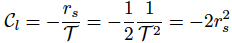 $\mathcal{C}_l = -\frac{r_s}{\mathcal{T}} = -\frac{1}{2}\frac{1}{\mathcal{T}^2} = -2r_s^2$